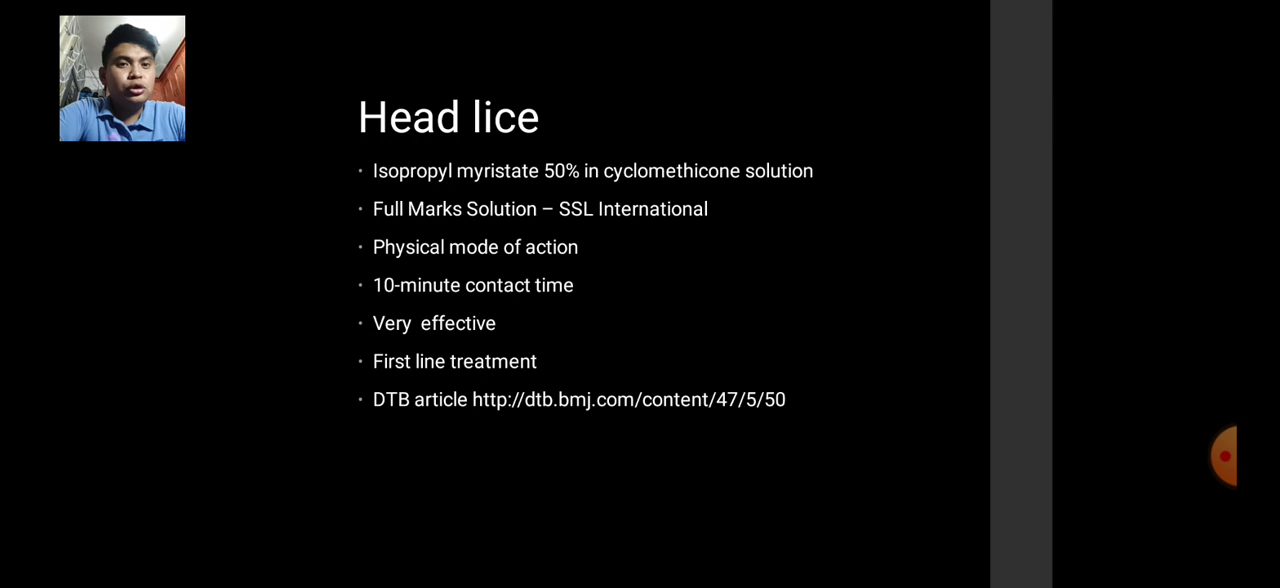 Head lice
• Isopropyl myristate 50% in cyclomethicone solution
• Full Marks Solution – SSL International
• Physical mode of action
• 10-minute contact time
• Very  effective
• First line treatment
• DTB article http://dtb.bmj.com/content/47/5/50